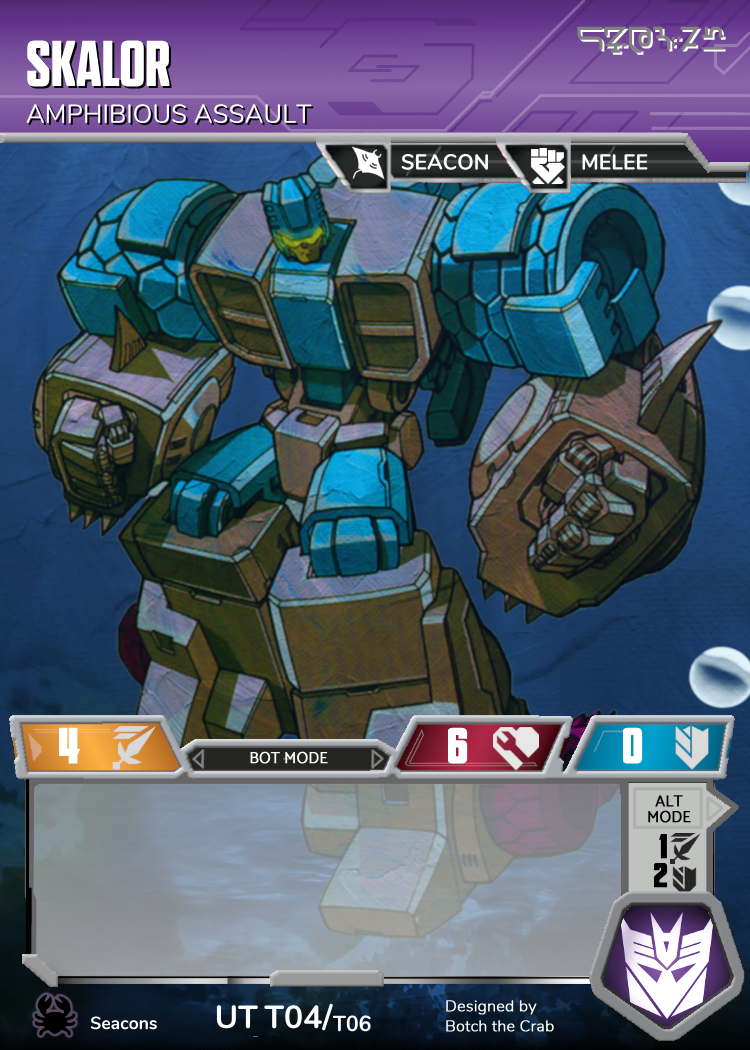 SKALOR
AMPHIBIOUS ASSAULT
SEACON
MELEE
4
BOT MODE
6
0
ALT
MODE
1
2
Seacons
UT T04/T06
Designed by
Botch the Crab